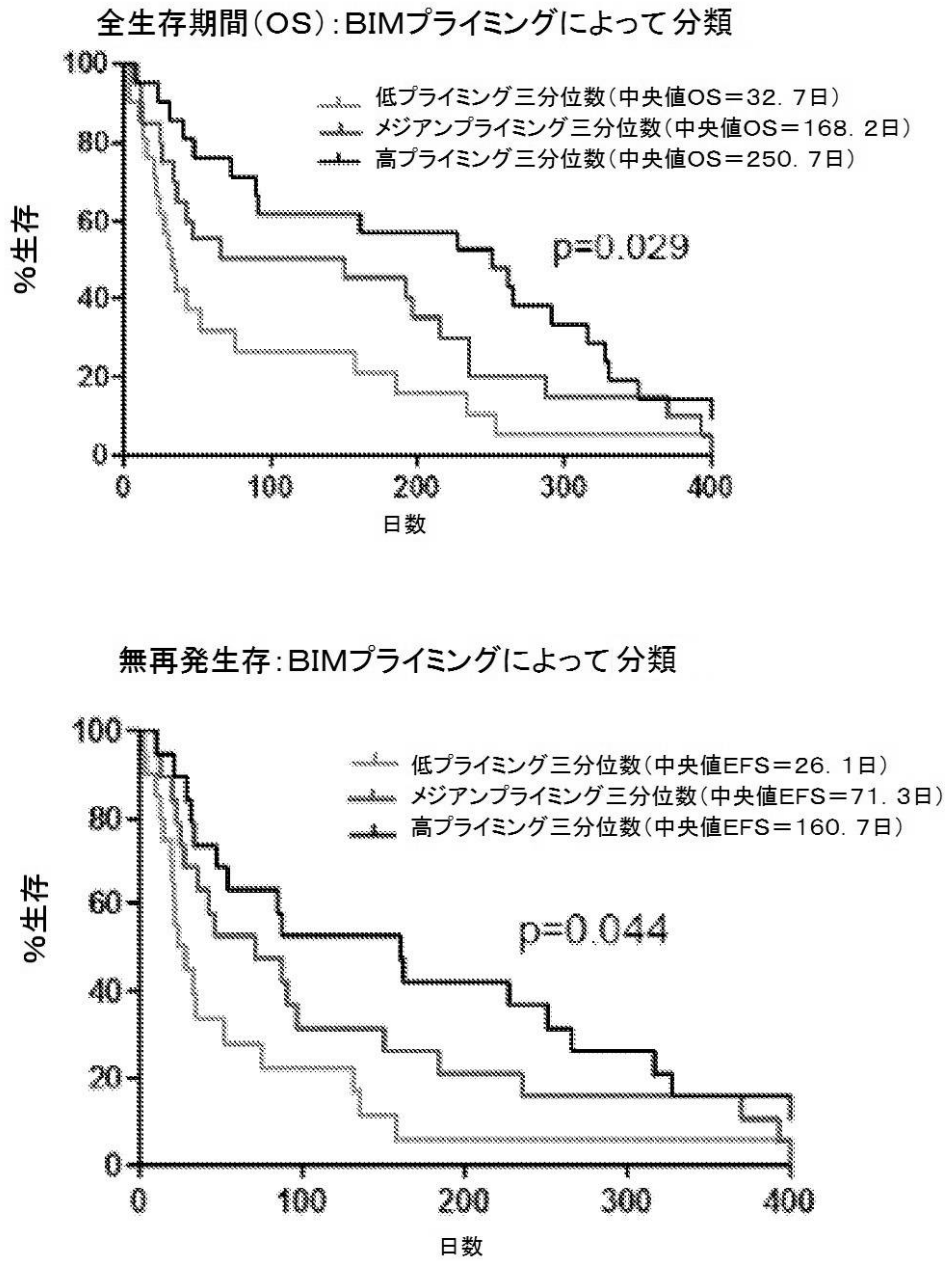 全生存期間(OS):BIMプライミングによって分類
100
80
60
40
20
0
%生存
低プライミング三分位数(中央値OS=32.7日)
メジアンプライミング三分位数(中央値OS=168.2日)
高プライミング三分位数(中央値OS=250.7日)
p=0.029
0 100 200 300 400
日数
無再発生存:BIMプライミングによって分類
100
80
60
40
20
0
%生存
低プライミング三分位数(中央値EFS=26.1日)
メジアンプライミング三分位数(中央値EFS=71.3日)
高プライミング三分位数(中央値EFS=160.7日)
p=0.044
0 100 200 300 400
日数